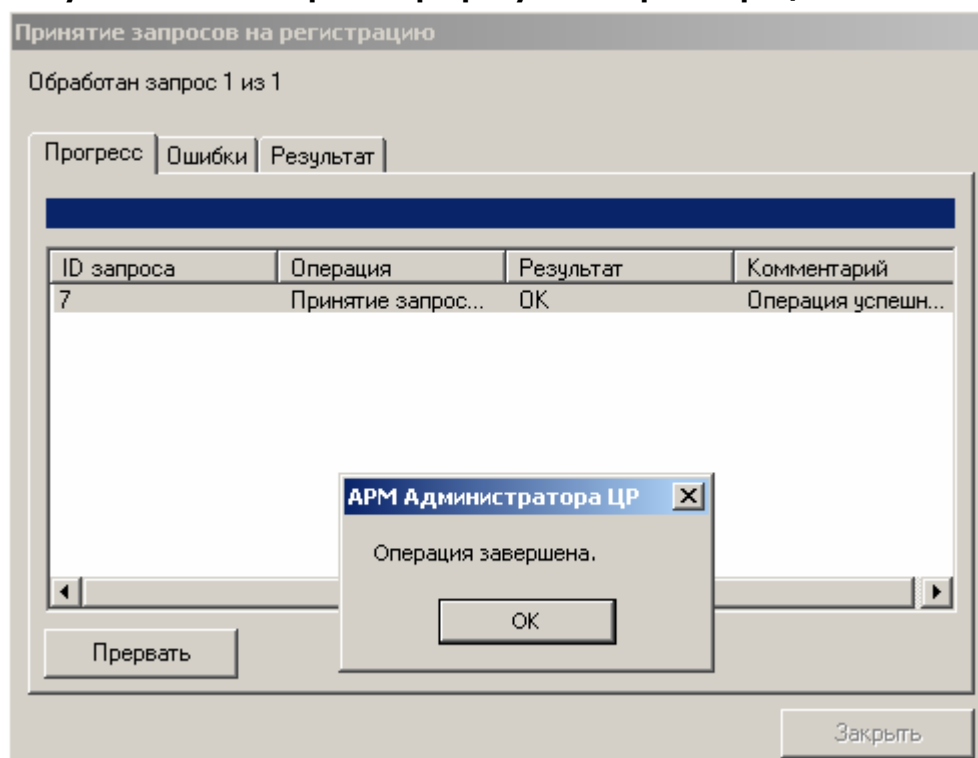 Принятие запросов на регистрацию
Обработан запрос 1 из 1
Прогресс Ошибки Результат
ID запроса Операция Результат Комментарий
7 Принятие запрос... OK Операция успешн...
АРМ Администратора ЦР
Операция завершена.
OK
Прервать
Закрыть